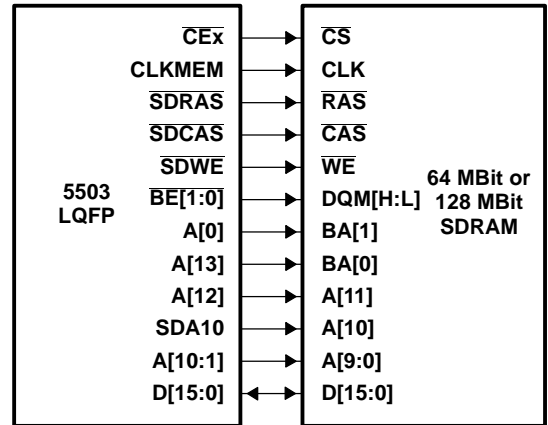 CEx CS
CLKMEM CLK
SDRAS RAS
SDCAS CAS
SDWE WE
5503
LQFP
BE[1:0] DQM[H:L]
64 MBit or
128 MBit
SDRAM
A[0] BA[1]
A[13] BA[0]
A[12] A[11]
SDA10 A[10]
A[10:1] A[9:0]
D[15:0] D[15:0]